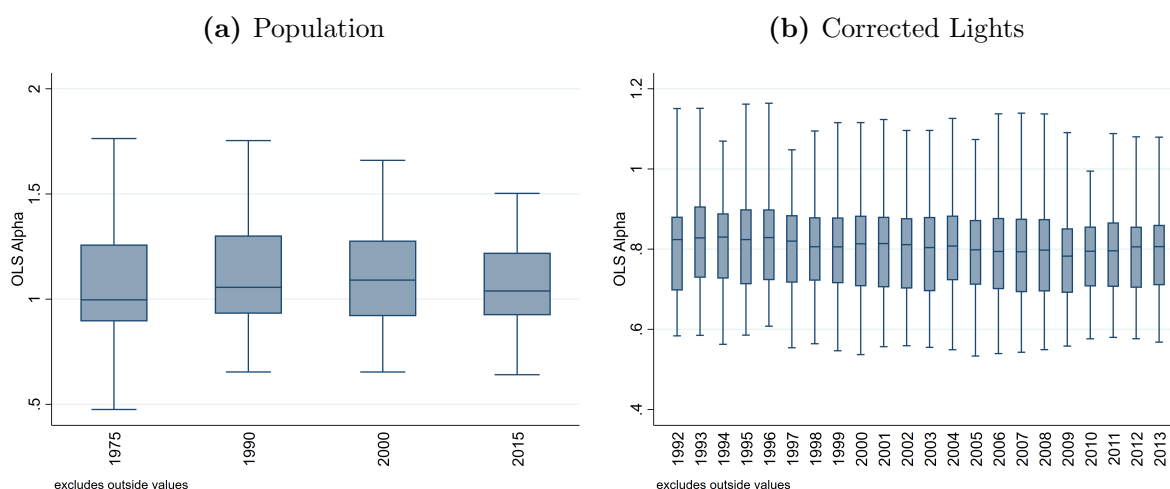 (a) Population
OLS Alpha
2
1.5
1
.5
1975 1990 2000 2015
excludes outside values
(b) Corrected Lights
OLS Alpha
1.2
1
.8
.6
.4
1992 1993 1994 1995 1996 1997 1998 1999 2000 2001 2002 2003 2004 2005 2006 2007 2008 2009 2010 2011 2012 2013
excludes outside values